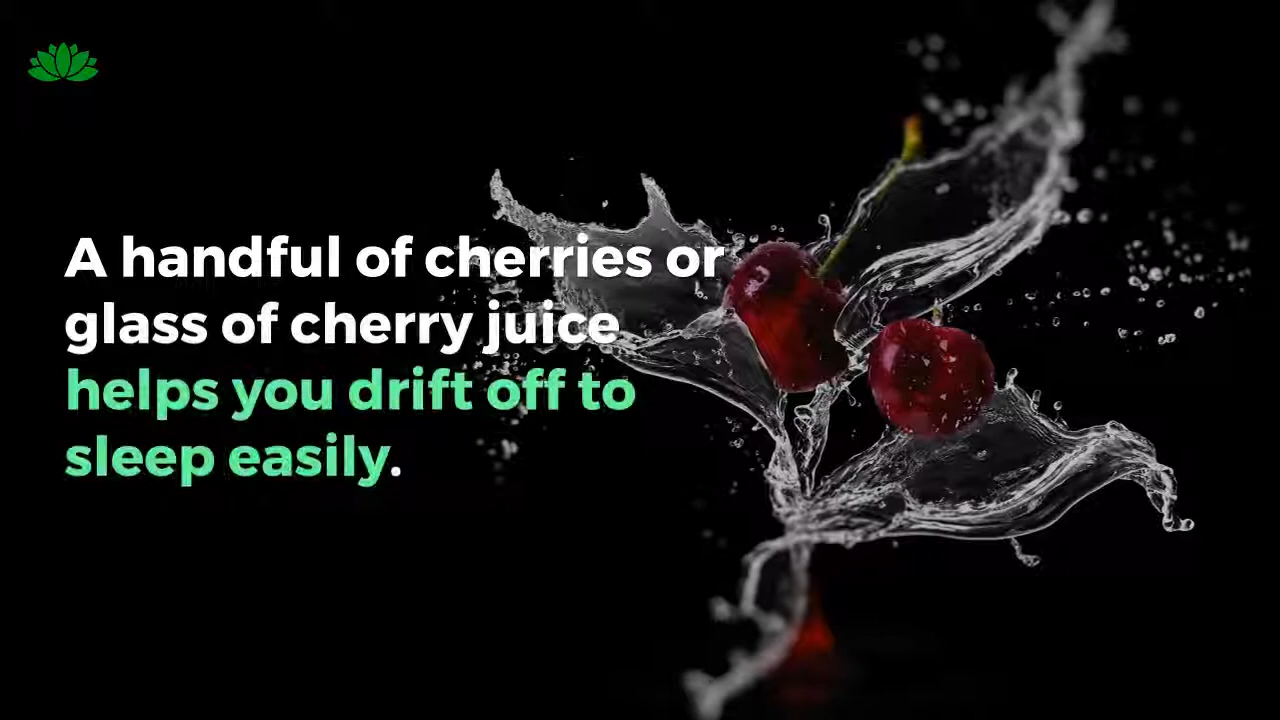 A handful of cherries or
glass of cherry juice
helps you drift off to
sleep easily.